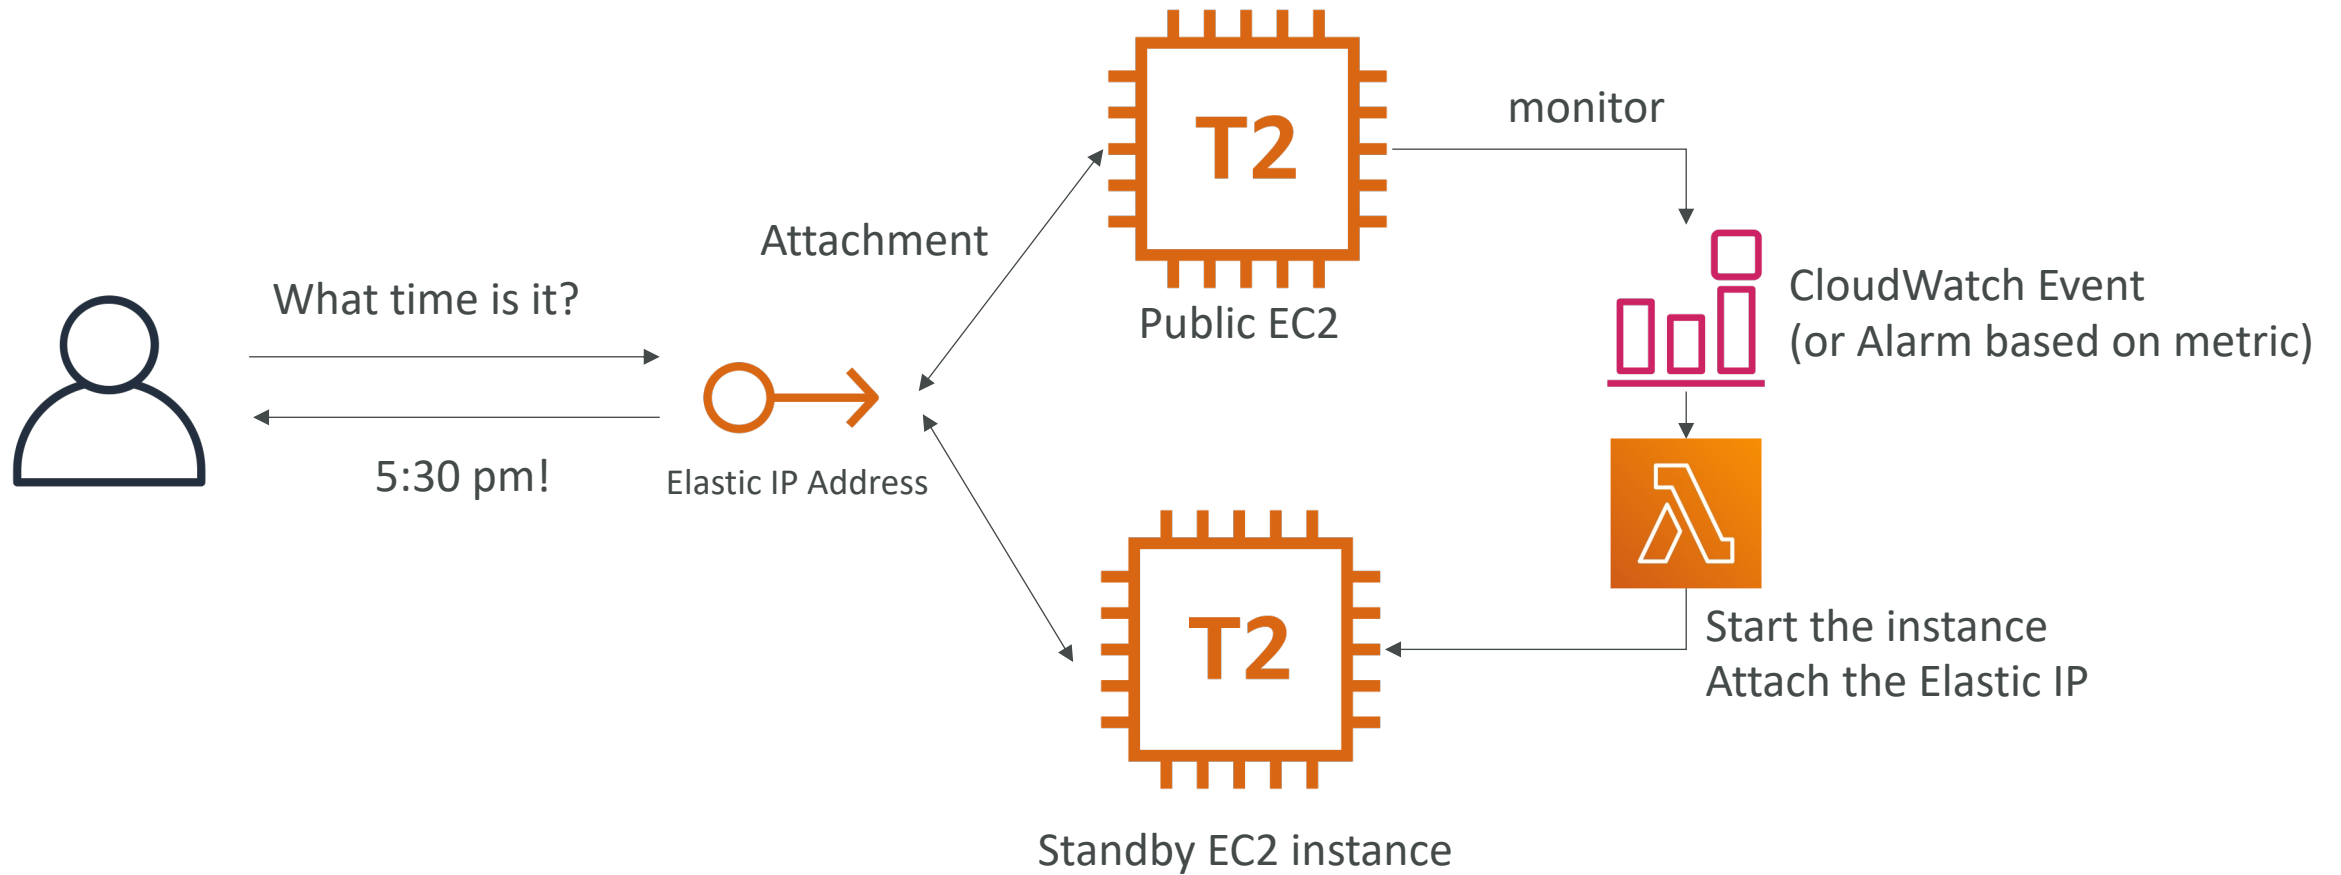 T2
monitor
Attachment
What time is it?
CloudWatch Event
(or Alarm based on metric)
Public EC2
5:30 pm!
Elastic IP Address
T2
Start the instance
Attach the Elastic IP
Standby EC2 instance